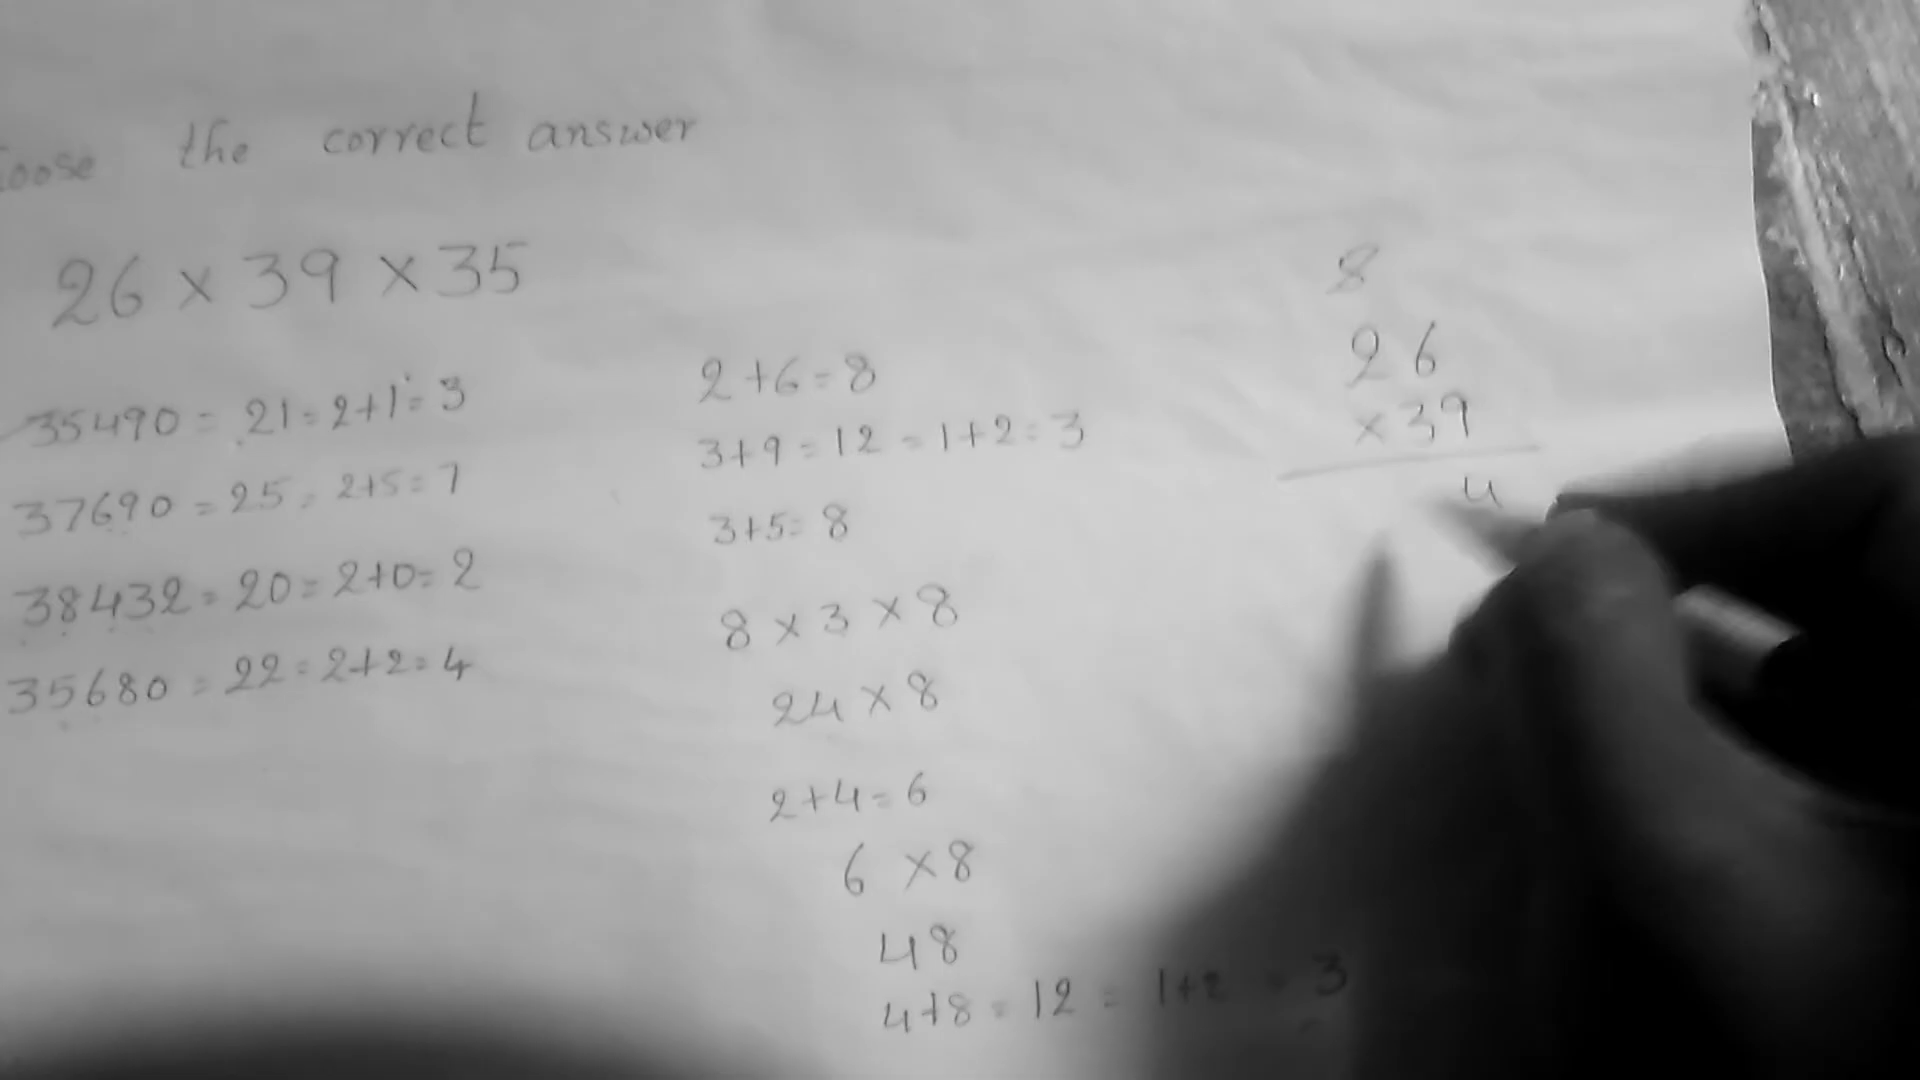 the correct answer
26 × 39 × 35
35490 = 21 = 2+1 = 3
37690 = 25 = 2+5 = 7
38432 = 20 = 2+0 = 2
35680 = 22 = 2+2 = 4
2+6=8
3+9 = 12 = 1+2 = 3
3+5= 8
8 × 3 × 8
24 × 8
2+4=6
6 × 8
48
4+8 = 12 = 1+2 = 3
8
26
× 39
4